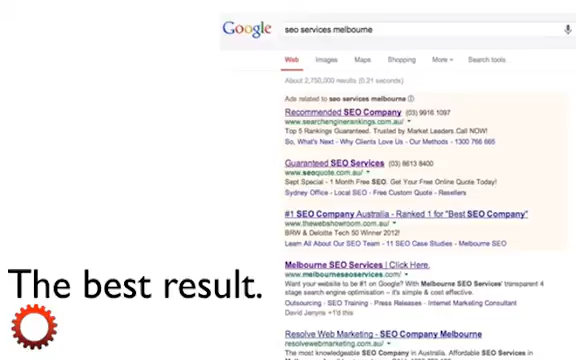 Google
seo services melbourne
Web Images Maps Shopping More Search tools
About 2,750,000 results (0.21 seconds)
Ads related to seo services melbourne
Recommended SEO Company (03) 9916 1097
www.searchenginerankings.com.au/
Top 5 Rankings Guaranteed. Trusted by Market Leaders.Call NOW!
So, What's Next - Why Clients Love Us - Our Methods - 1300 766 665
Guaranteed SEO Services (03) 8613 8400
www.seoquote.com.au/
Sept Special - 1 Month Free SEO. Get Your Free Online Quote Today!
Sydney Office - Local SEO - Free Custom Quote - Resellers
#1 SEO Company Australia - Ranked 1 for "Best SEO Company"
www.thewebshowroom.com.au/
BRW & Deloitte Tech 50 Winner 2012!
Learn All About Our SEO Team - 11 SEO Case Studies - Melbourne SEO
Melbourne SEO Services | Click Here.
www.melbourneseoservices.com/
Want your website to be #1 on Google? With Melbourne SEO Services' transparent 4
stage search engine optimisation – it's simple & cost effective.
Outsourcing - SEO Training - Press Releases - Internet Marketing Consultant
David Jenyns +1'd this
The best result.
Resolve Web Marketing - SEO Company Melbourne
resolvewebmarketing.com.au/
The most knowledgeable SEO Company in Australia. Affordable SEO Services in